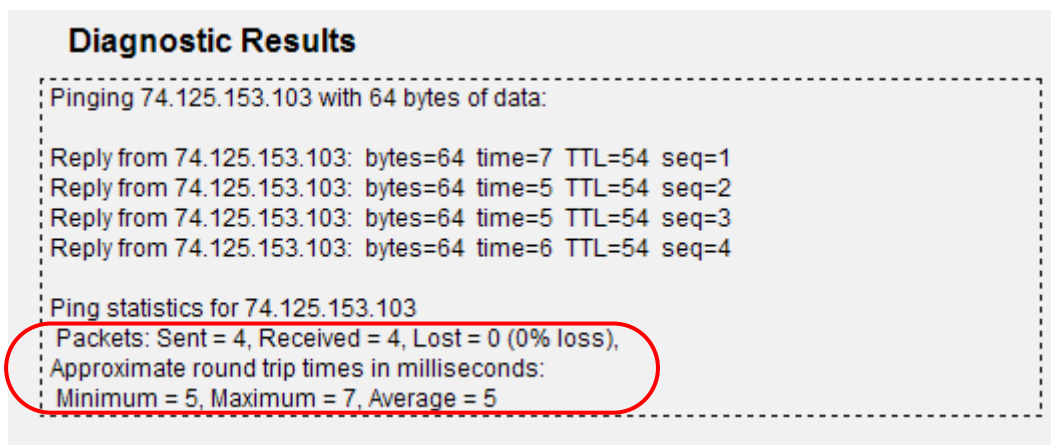 Diagnostic Results
Pinging 74.125.153.103 with 64 bytes of data:
Reply from 74.125.153.103: bytes=64 time=7 TTL=54 seq=1
Reply from 74.125.153.103: bytes=64 time=5 TTL=54 seq=2
Reply from 74.125.153.103: bytes=64 time=5 TTL=54 seq=3
Reply from 74.125.153.103: bytes=64 time=6 TTL=54 seq=4
Ping statistics for 74.125.153.103
Packets: Sent = 4, Received = 4, Lost = 0 (0% loss),
Approximate round trip times in milliseconds:
Minimum = 5, Maximum = 7, Average = 5